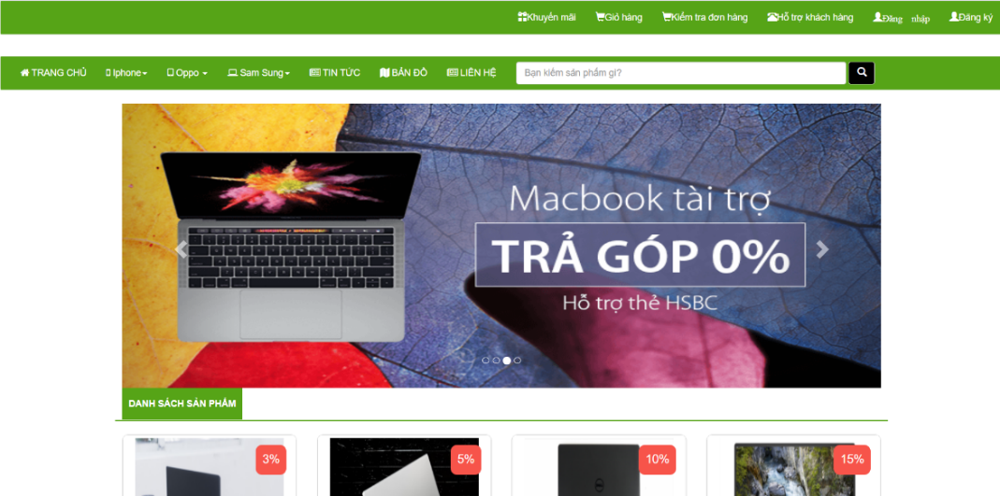 Khuyến mãi Giỏ hàng Kiểm tra đơn hàng Hỗ trợ khách hàng Đăng nhập Đăng ký
TRANG CHỦ Iphone Oppo Sam Sung TIN TỨC BẢN ĐỒ LIÊN HỆ Bạn kiếm sản phẩm gì?
Macbook tài trợ
TRẢ GÓP 0%
Hỗ trợ thẻ HSBC
DANH SÁCH SẢN PHẨM
3% 5% 10% 15%